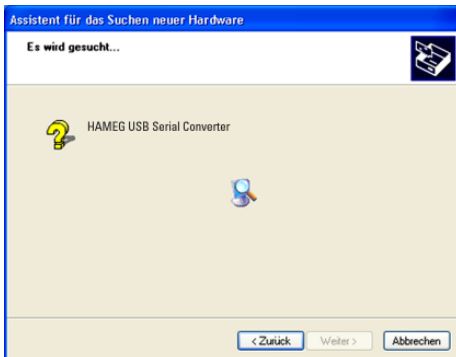 Assistent für das Suchen neuer Hardware
Es wird gesucht...
HAMEG USB Serial Converter
< Zurück
Weiter >
Abbrechen